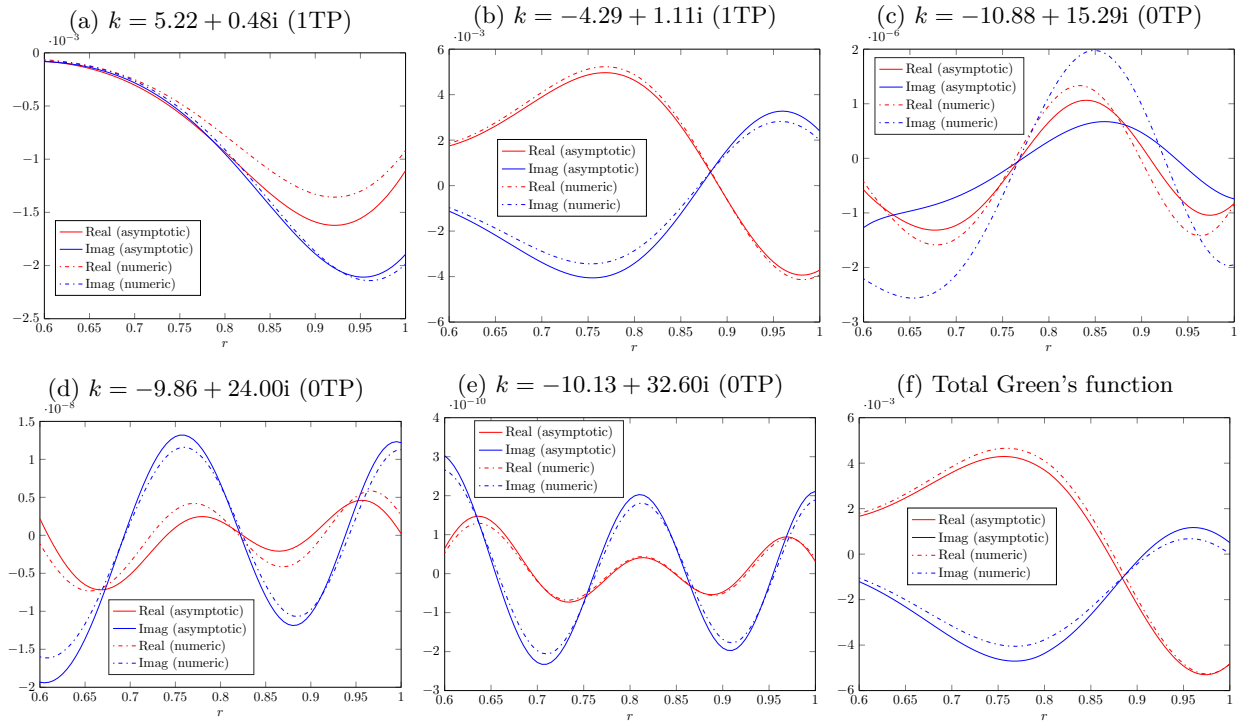 (a) k = 5.22 + 0.48i (1TP)
·10⁻³
0
−0.5
−1
−1.5
−2
−2.5
0.6 0.65 0.7 0.75 0.8 0.85 0.9 0.95 1
r
Real (asymptotic)
Imag (asymptotic)
Real (numeric)
Imag (numeric)
(b) k = −4.29 + 1.11i (1TP)
·10⁻³
6
4
2
0
−2
−4
−6
0.6 0.65 0.7 0.75 0.8 0.85 0.9 0.95 1
r
Real (asymptotic)
Imag (asymptotic)
Real (numeric)
Imag (numeric)
(c) k = −10.88 + 15.29i (0TP)
·10⁻⁶
2
1
0
−1
−2
−3
0.6 0.65 0.7 0.75 0.8 0.85 0.9 0.95 1
r
Real (asymptotic)
Imag (asymptotic)
Real (numeric)
Imag (numeric)
(d) k = −9.86 + 24.00i (0TP)
·10⁻⁸
1.5
1
0.5
0
−0.5
−1
−1.5
−2
0.6 0.65 0.7 0.75 0.8 0.85 0.9 0.95 1
r
Real (asymptotic)
Imag (asymptotic)
Real (numeric)
Imag (numeric)
(e) k = −10.13 + 32.60i (0TP)
·10⁻¹⁰
4
3
2
1
0
−1
−2
−3
0.6 0.65 0.7 0.75 0.8 0.85 0.9 0.95 1
r
Real (asymptotic)
Imag (asymptotic)
Real (numeric)
Imag (numeric)
(f) Total Green's function
·10⁻³
6
4
2
0
−2
−4
−6
0.6 0.65 0.7 0.75 0.8 0.85 0.9 0.95 1
r
Real (asymptotic)
Imag (asymptotic)
Real (numeric)
Imag (numeric)